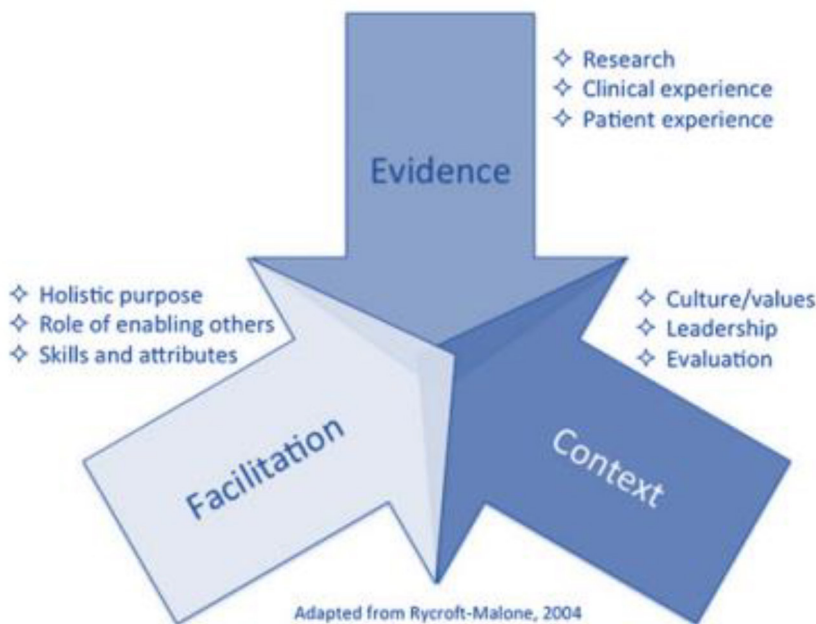 ✧ Research
✧ Clinical experience
✧ Patient experience
Evidence
✧ Holistic purpose
✧ Role of enabling others
✧ Skills and attributes
✧ Culture/values
✧ Leadership
✧ Evaluation
Facilitation
Context
Adapted from Rycroft-Malone, 2004